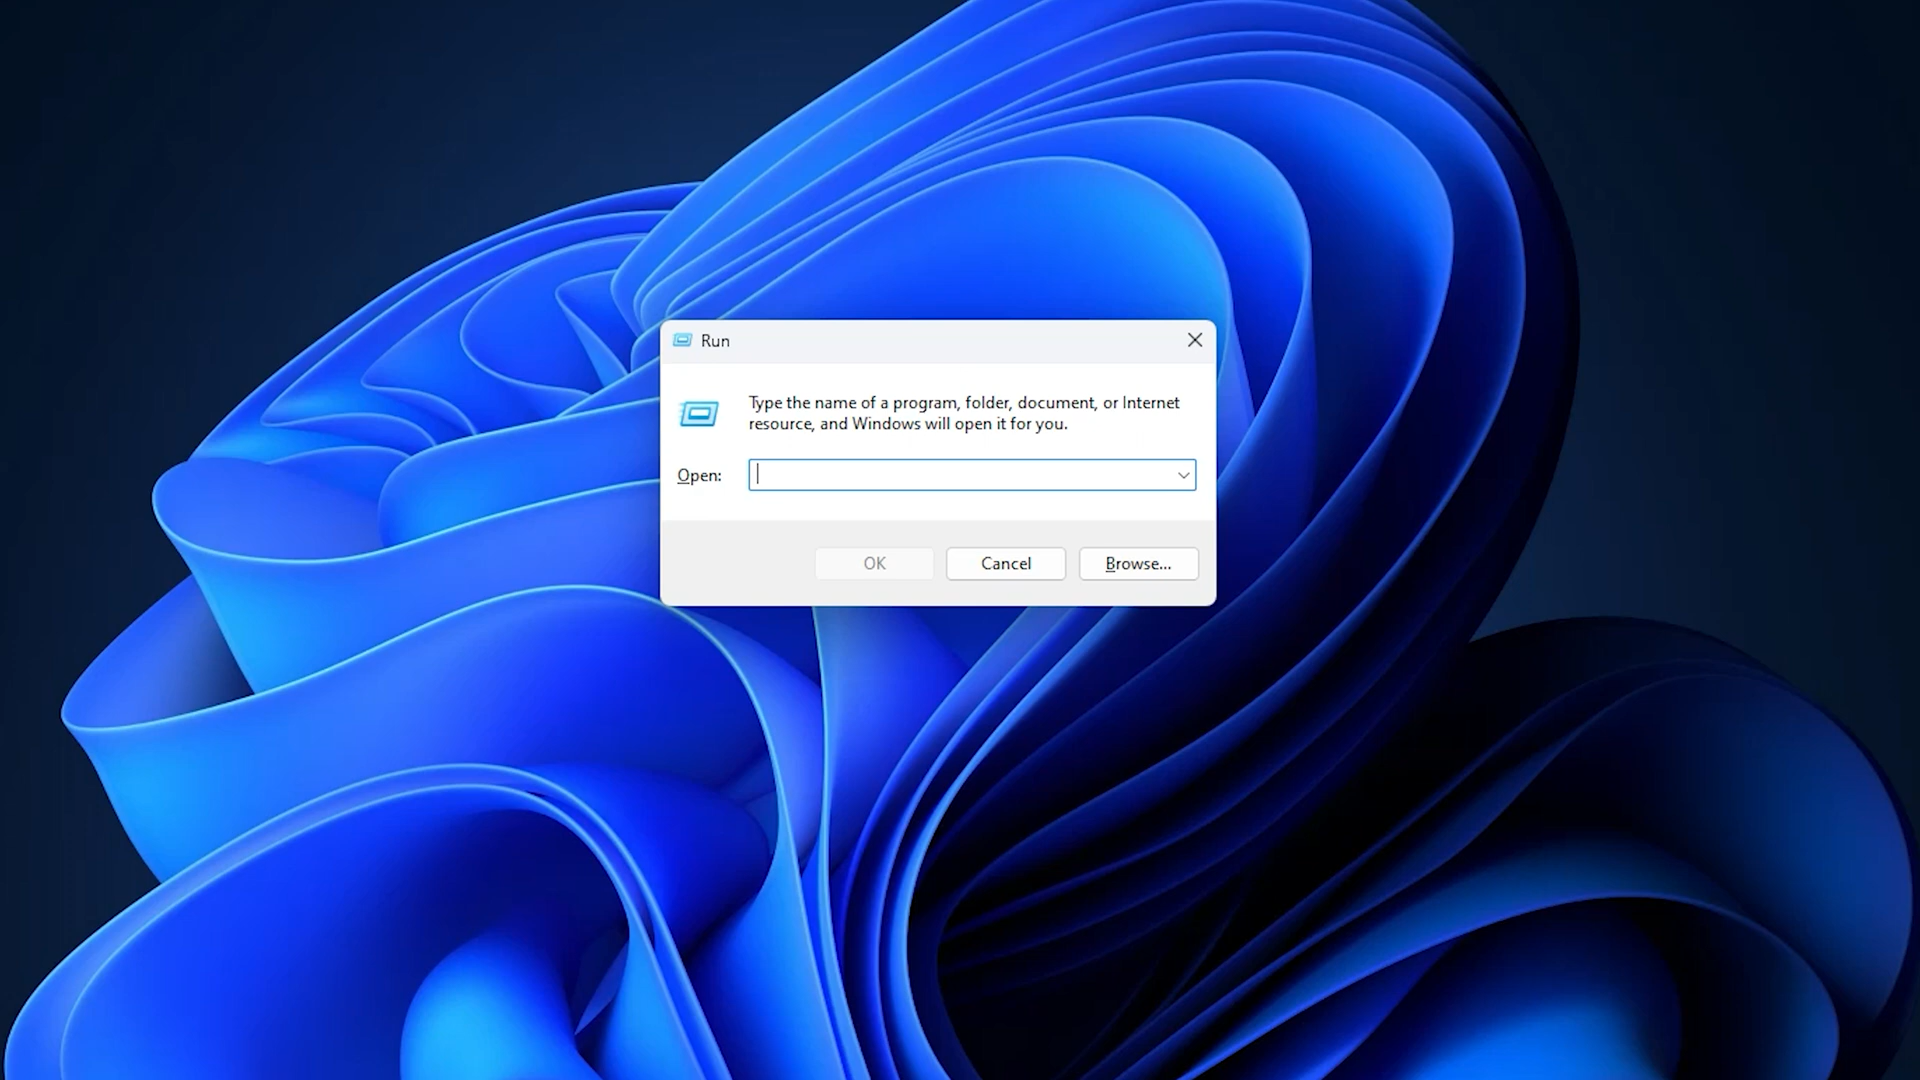 Run
Type the name of a program, folder, document, or Internet
resource, and Windows will open it for you.
Open:
OK
Cancel
Browse...